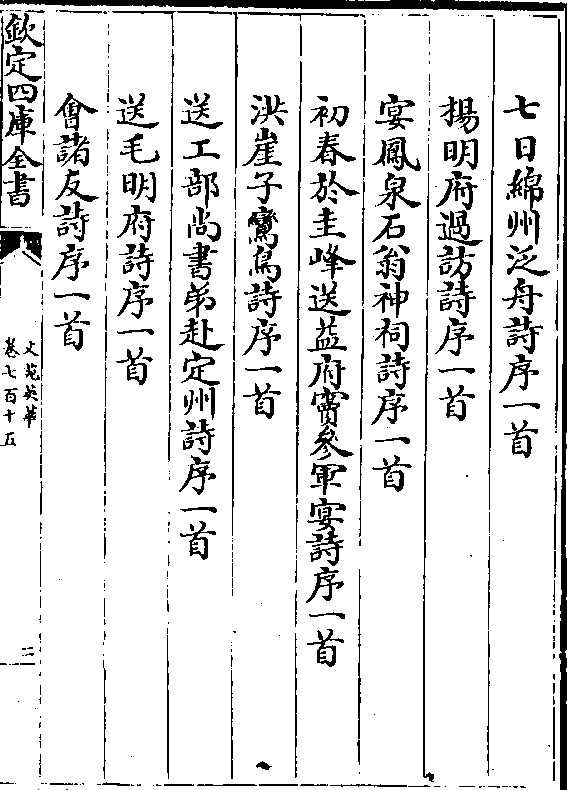 七日綿州泛舟詩序一首
揚明府過訪詩序一首
宴鳳泉石翁神祠詩序一首
初春於圭峰送益府竇參軍宴詩序一首
洪崖子鸞鳥詩序一首
送工部尚書弟赴定州詩序一首
送毛明府詩序一首
會諸友詩序一首
欽定四庫全書
文苑英華
卷七百十五
三